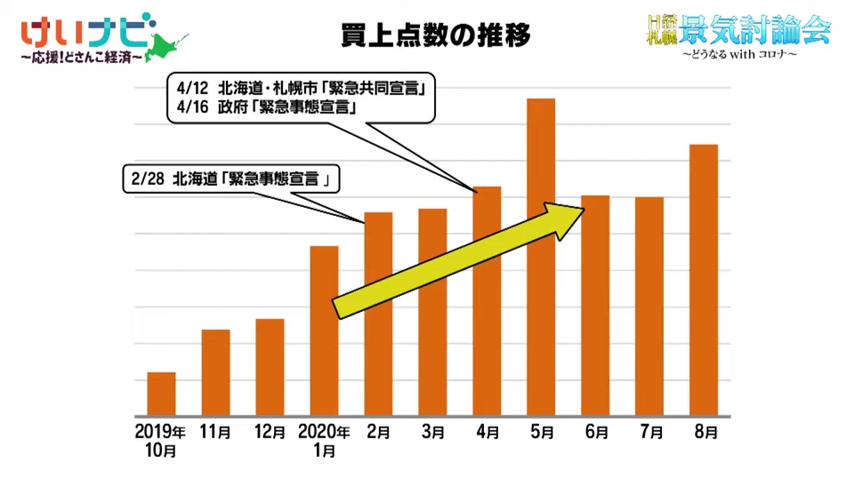 けいナビ
~応援!どさんこ経済~
買上点数の推移
札幌
景気討論会
~どうなる with コロナ~
4/12 北海道・札幌市「緊急共同宣言」
4/16 政府「緊急事態宣言」
2/28 北海道「緊急事態宣言 」
2019年
10月
11月
12月
2020年
1月
2月
3月
4月
5月
6月
7月
8月